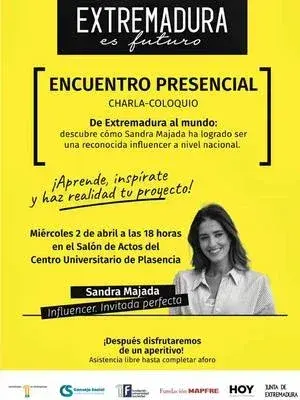 EXTREMADURA
es futuro
ENCUENTRO PRESENCIAL
CHARLA-COLOQUIO
De Extremadura al mundo:
descubre cómo Sandra Majada ha logrado ser
una reconocida influencer a nivel nacional.
¡Aprende, inspírate
y haz realidad tu proyecto!
Miércoles 2 de abril a las 18 horas
en el Salón de Actos del
Centro Universitario de Plasencia
Sandra Majada
Influencer. Invitada perfecta
¡Después disfrutaremos
de un aperitivo!
Asistencia libre hasta completar aforo
Consejo Social
Fundación MAPFRE
HOY
JUNTA DE
EXTREMADURA